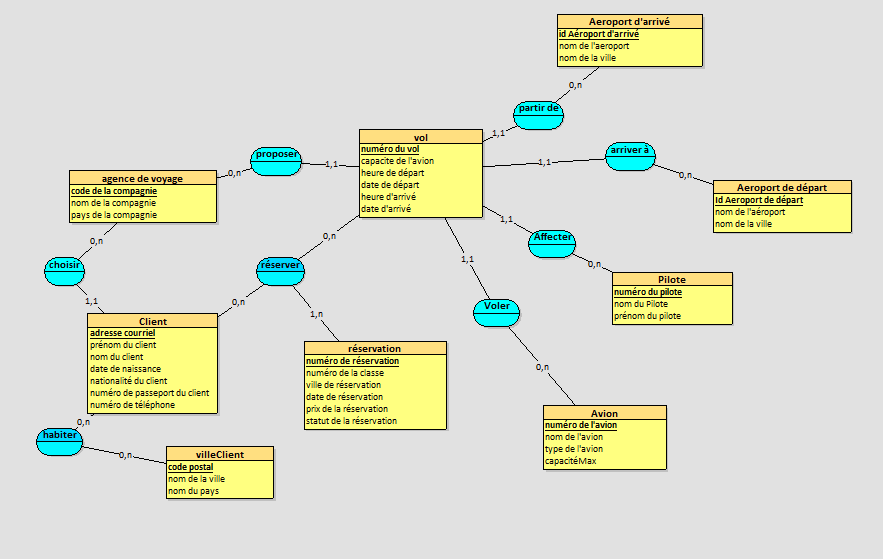 Aeroport d'arrivé
id Aéroport d'arrivé
nom de l'aeroport
nom de la ville
0,n
partir de
1,1
vol
numéro du vol
capacite de l'avion
heure de départ
date de départ
heure d'arrivé
date d'arrivé
proposer
1,1
0,n
arriver à
1,1
0,n
agence de voyage
code de la compagnie
nom de la compagnie
pays de la compagnie
Aeroport de départ
Id Aeroport de départ
nom de l'aéroport
nom de la ville
1,1
Affecter
0,n
0,n
choisir
1,1
0,n
réserver
0,n
1,n
1,1
Voler
0,n
Pilote
numéro du pilote
nom du Pilote
prénom du pilote
Client
adresse courriel
prénom du client
nom du client
date de naissance
nationalité du client
numéro de passeport du client
numéro de téléphone
réservation
numéro de réservation
numéro de la classe
ville de réservation
date de réservation
prix de la réservation
statut de la réservation
Avion
numéro de l'avion
nom de l'avion
type de l'avion
capacitéMax
0,n
habiter
0,n
villeClient
code postal
nom de la ville
nom du pays